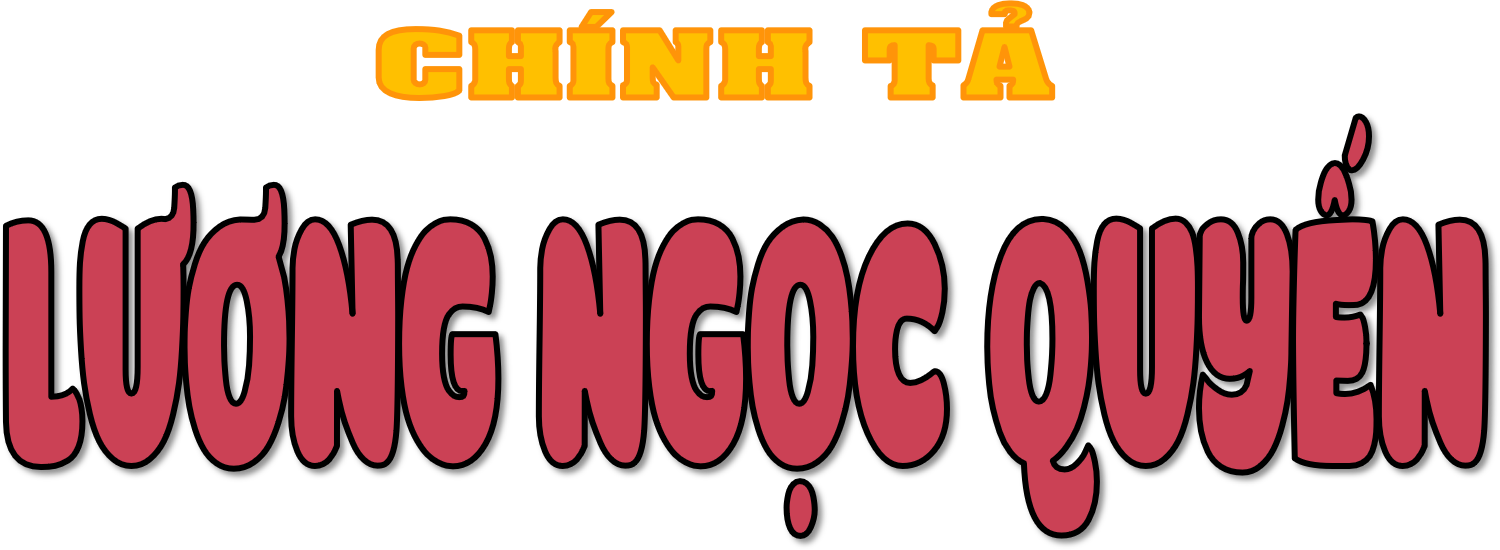 CHÍNH TẢ
LƯƠNG NGỌC QUYẾN